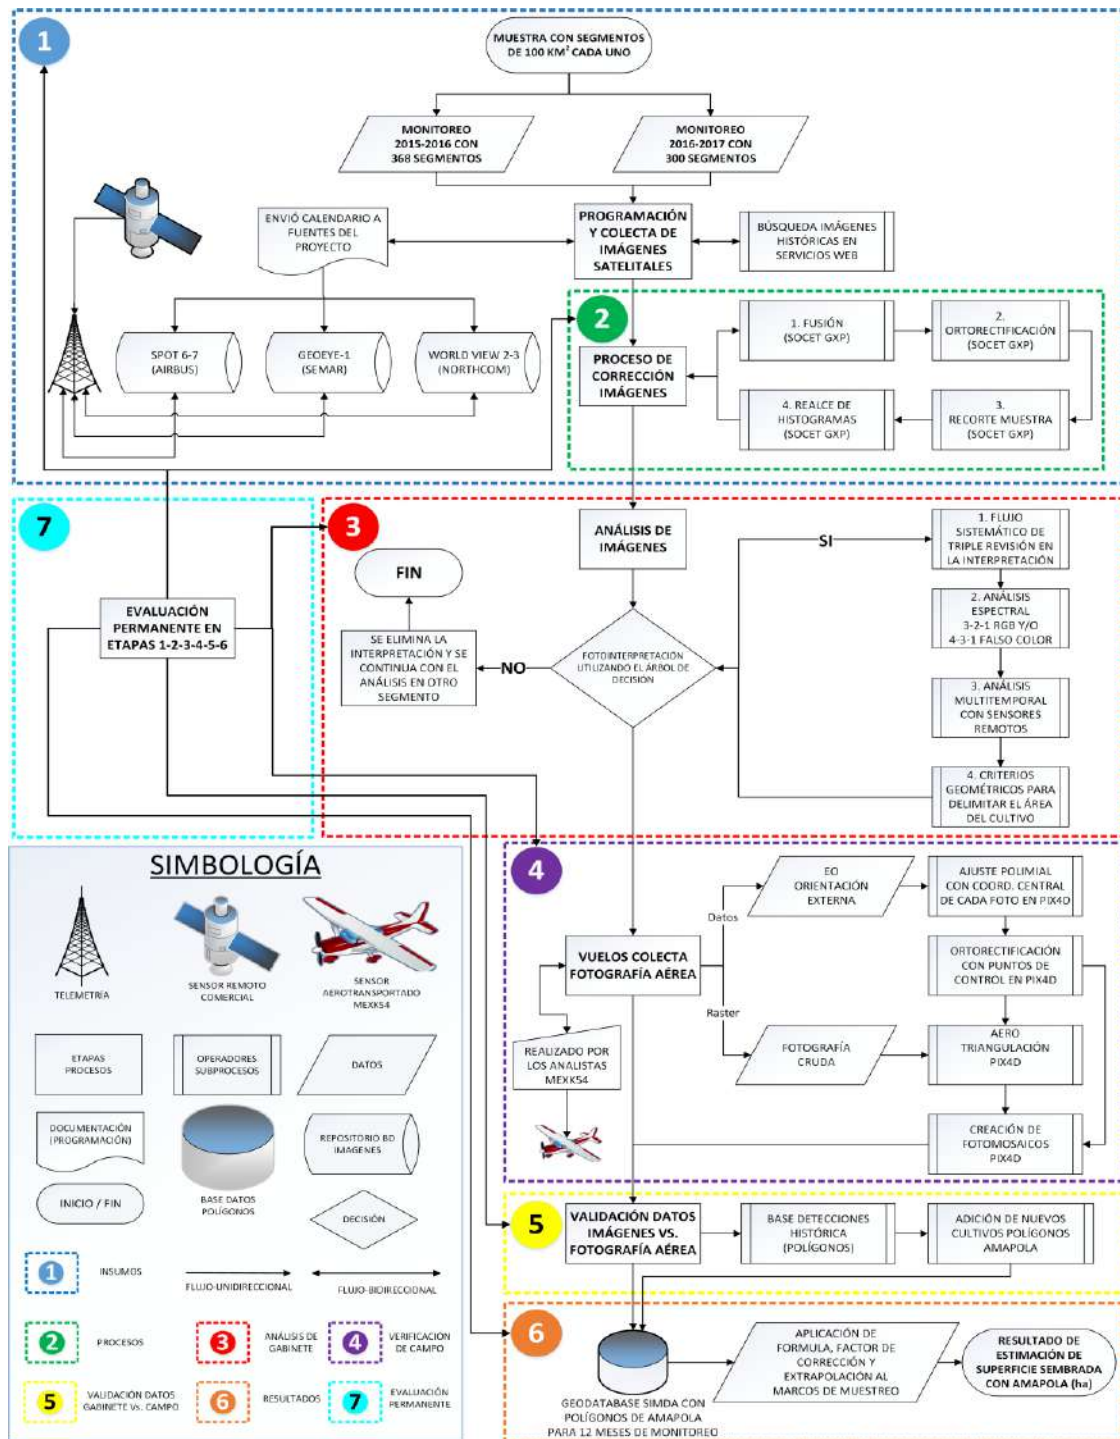 1
MUESTRA CON SEGMENTOS
DE 100 KM² CADA UNO
MONITOREO
2015-2016 CON
368 SEGMENTOS
MONITOREO
2016-2017 CON
300 SEGMENTOS
ENVIÓ CALENDARIO A
FUENTES DEL
PROYECTO
PROGRAMACIÓN
Y COLECTA DE
IMÁGENES
SATELITALES
BÚSQUEDA IMÁGENES
HISTÓRICAS EN
SERVICIOS WEB
SPOT 6-7
(AIRBUS)
GEOEYE-1
(SEMAR)
WORLD VIEW 2-3
(NORTHCOM)
2
PROCESO DE
CORRECCIÓN
IMÁGENES
1. FUSIÓN
(SOCET GXP)
2.
ORTORECTIFICACIÓN
(SOCET GXP)
4. REALCE DE
HISTOGRAMAS
(SOCET GXP)
3.
RECORTE MUESTRA
(SOCET GXP)
7
EVALUACIÓN
PERMANENTE EN
ETAPAS 1-2-3-4-5-6
3
FIN
SE ELIMINA LA
INTERPRETACIÓN Y SE
CONTINUA CON EL
ANÁLISIS EN OTRO
SEGMENTO
NO
ANÁLISIS DE
IMÁGENES
FOTOINTERPRETACIÓN
UTILIZANDO EL ÁRBOL DE
DECISIÓN
SI
1. FLUJO
SISTEMÁTICO DE
TRIPLE REVISIÓN EN
LA INTERPRETACIÓN
2. ANÁLISIS
ESPECTRAL
3-2-1 RGB Y/O
4-3-1 FALSO COLOR
3. ANÁLISIS
MULTITEMPORAL
CON SENSORES
REMOTOS
4. CRITERIOS
GEOMÉTRICOS PARA
DELIMITAR EL ÁREA
DEL CULTIVO
SIMBOLOGÍA
TELEMETRÍA
SENSOR REMOTO
COMERCIAL
SENSOR
AEROTRANSPORTADO
MEXK54
ETAPAS
PROCESOS
OPERADORES
SUBPROCESOS
DATOS
DOCUMENTACIÓN
(PROGRAMACIÓN)
BASE DATOS
POLÍGONOS
REPOSITORIO BD
IMAGENES
INICIO / FIN
DECISIÓN
1
INSUMOS
FLUJO-UNIDIRECCIONAL
FLUJO-BIDIRECCIONAL
2
PROCESOS
3
ANÁLISIS DE
GABINETE
4
VERIFICACIÓN
DE CAMPO
5
VALIDACIÓN DATOS
GABINETE Vs. CAMPO
6
RESULTADOS
7
EVALUACIÓN
PERMANENTE
4
VUELOS COLECTA
FOTOGRAFÍA AÉREA
REALIZADO POR
LOS ANALISTAS
MEXK54
Datos
Raster
EO
ORIENTACIÓN
EXTERNA
FOTOGRAFÍA
CRUDA
AJUSTE POLIMIAL
CON COORD. CENTRAL
DE CADA FOTO EN PIX4D
ORTORECTIFICACIÓN
CON PUNTOS DE
CONTROL EN PIX4D
AERO
TRIANGULACIÓN
PIX4D
CREACIÓN DE
FOTOMOSAICOS
PIX4D
5
VALIDACIÓN DATOS
IMÁGENES VS.
FOTOGRAFÍA AÉREA
BASE DETECCIONES
HISTÓRICA
(POLÍGONOS)
ADICIÓN DE NUEVOS
CULTIVOS POLÍGONOS
AMAPOLA
6
GEODATABASE SIMDA CON
POLÍGONOS DE AMAPOLA
PARA 12 MESES DE MONITOREO
APLICACIÓN DE
FORMULA, FACTOR DE
CORRECCIÓN Y
EXTRAPOLACIÓN AL
MARCOS DE MUESTREO
RESULTADO DE
ESTIMACIÓN DE
SUPERFICIE SEMBRADA
CON AMAPOLA (ha)